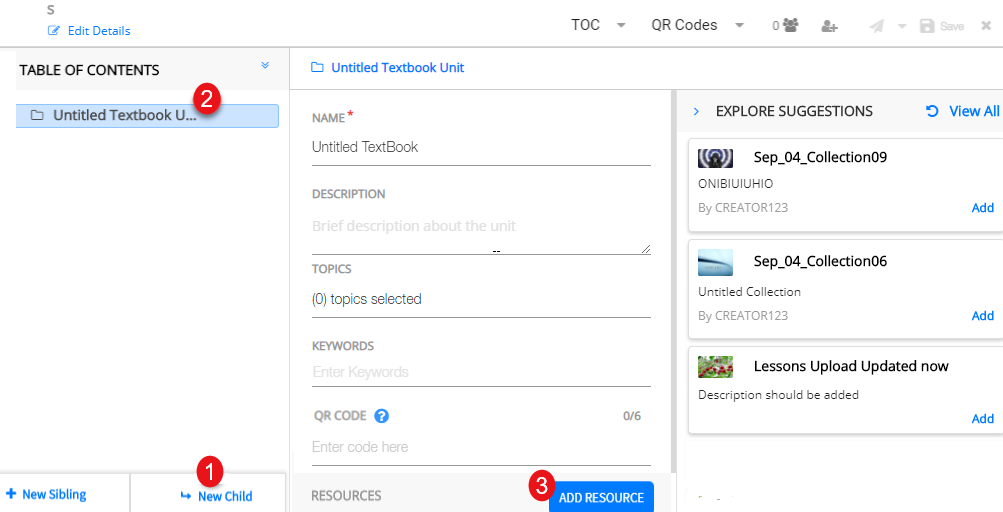 S
Edit Details
TOC QR Codes 0 Save
TABLE OF CONTENTS
Untitled Textbook U...
2
Untitled Textbook Unit
NAME*
Untitled TextBook
DESCRIPTION
Brief description about the unit
TOPICS
(0) topics selected
KEYWORDS
Enter Keywords
QR CODE ? 0/6
Enter code here
EXPLORE SUGGESTIONS View All
Sep_04_Collection09
ONIBIUIUHIO
By CREATOR123 Add
Sep_04_Collection06
Untitled Collection
By CREATOR123 Add
Lessons Upload Updated now
Description should be added
Add
1
New Sibling New Child
RESOURCES
3
ADD RESOURCE